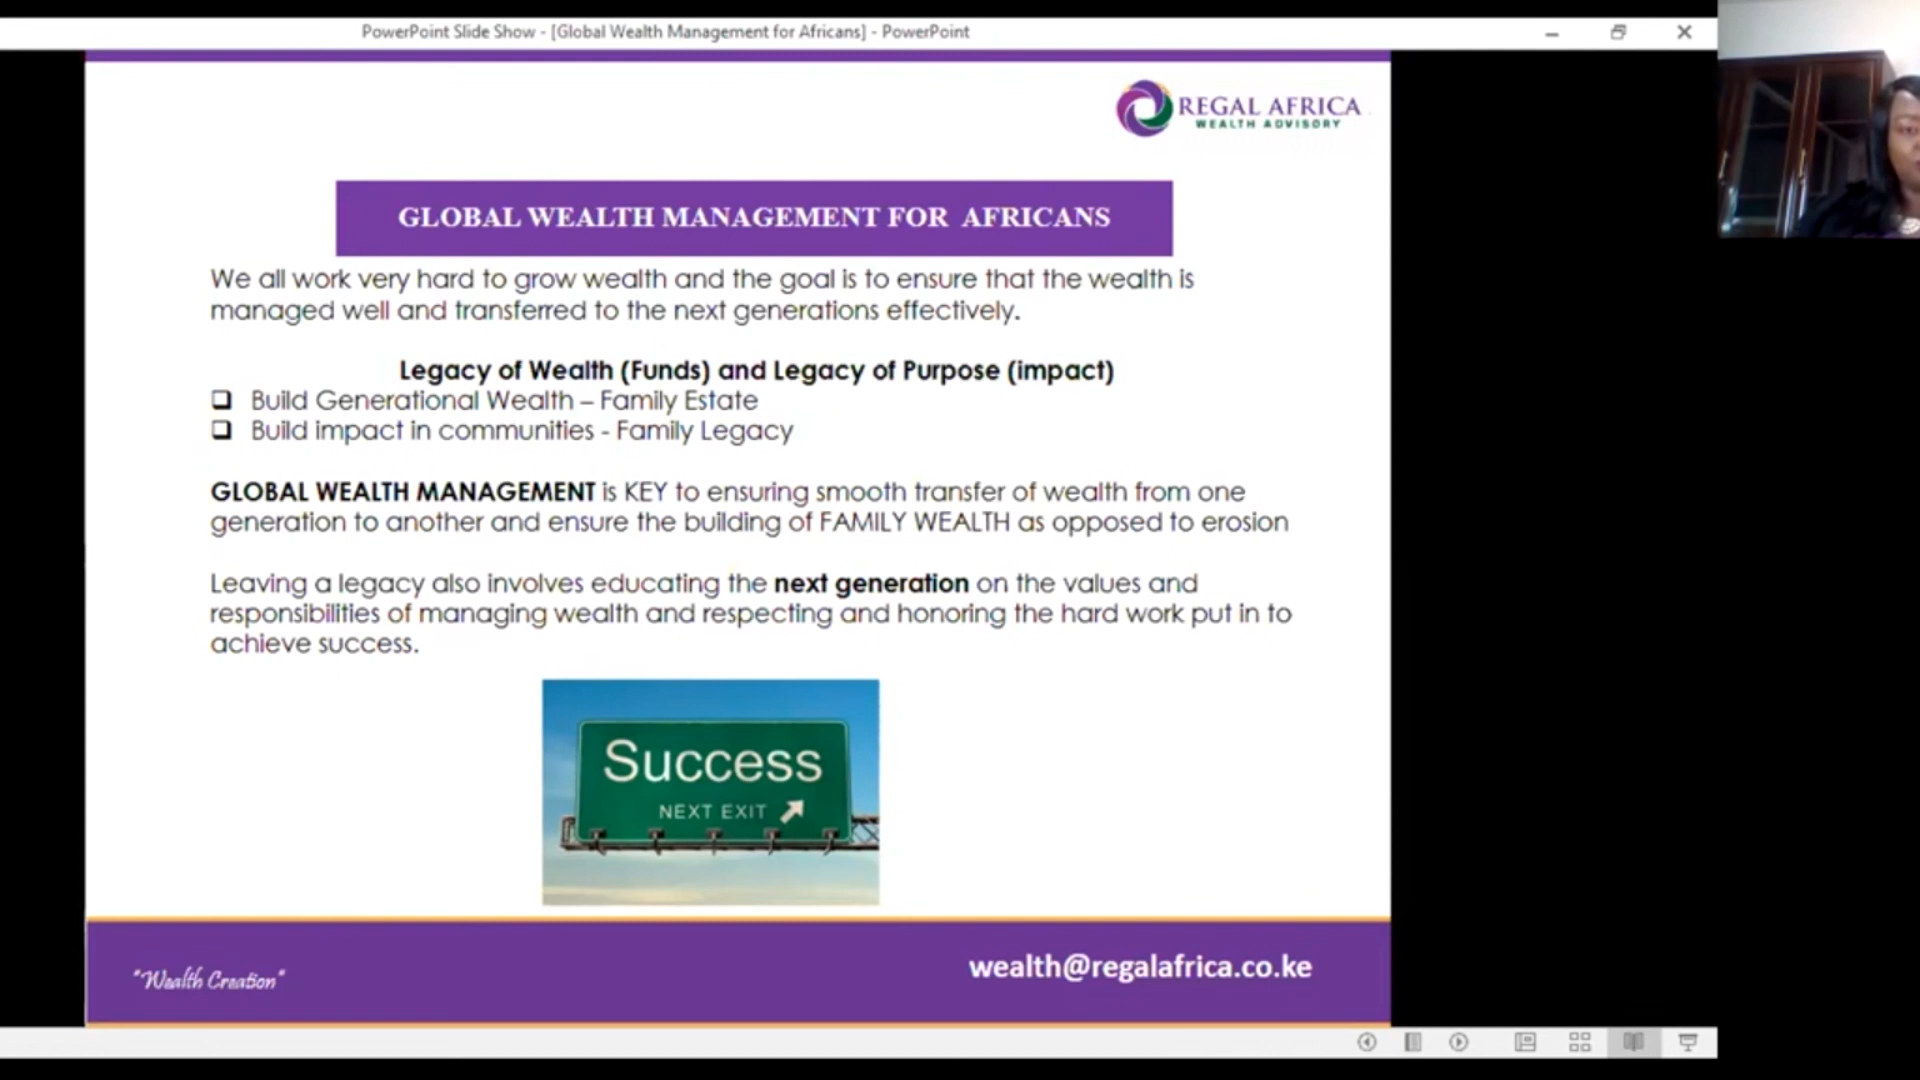 PowerPoint Slide Show - [Global Wealth Management for Africans] - PowerPoint
REGAL AFRICA
WEALTH ADVISORY
GLOBAL WEALTH MANAGEMENT FOR AFRICANS
We all work very hard to grow wealth and the goal is to ensure that the wealth is
managed well and transferred to the next generations effectively.
Legacy of Wealth (Funds) and Legacy of Purpose (impact)
Build Generational Wealth – Family Estate
Build impact in communities - Family Legacy
GLOBAL WEALTH MANAGEMENT is KEY to ensuring smooth transfer of wealth from one
generation to another and ensure the building of FAMILY WEALTH as opposed to erosion
Leaving a legacy also involves educating the next generation on the values and
responsibilities of managing wealth and respecting and honoring the hard work put in to
achieve success.
Success
NEXT EXIT
"Wealth Creation"
wealth@regalafrica.co.ke